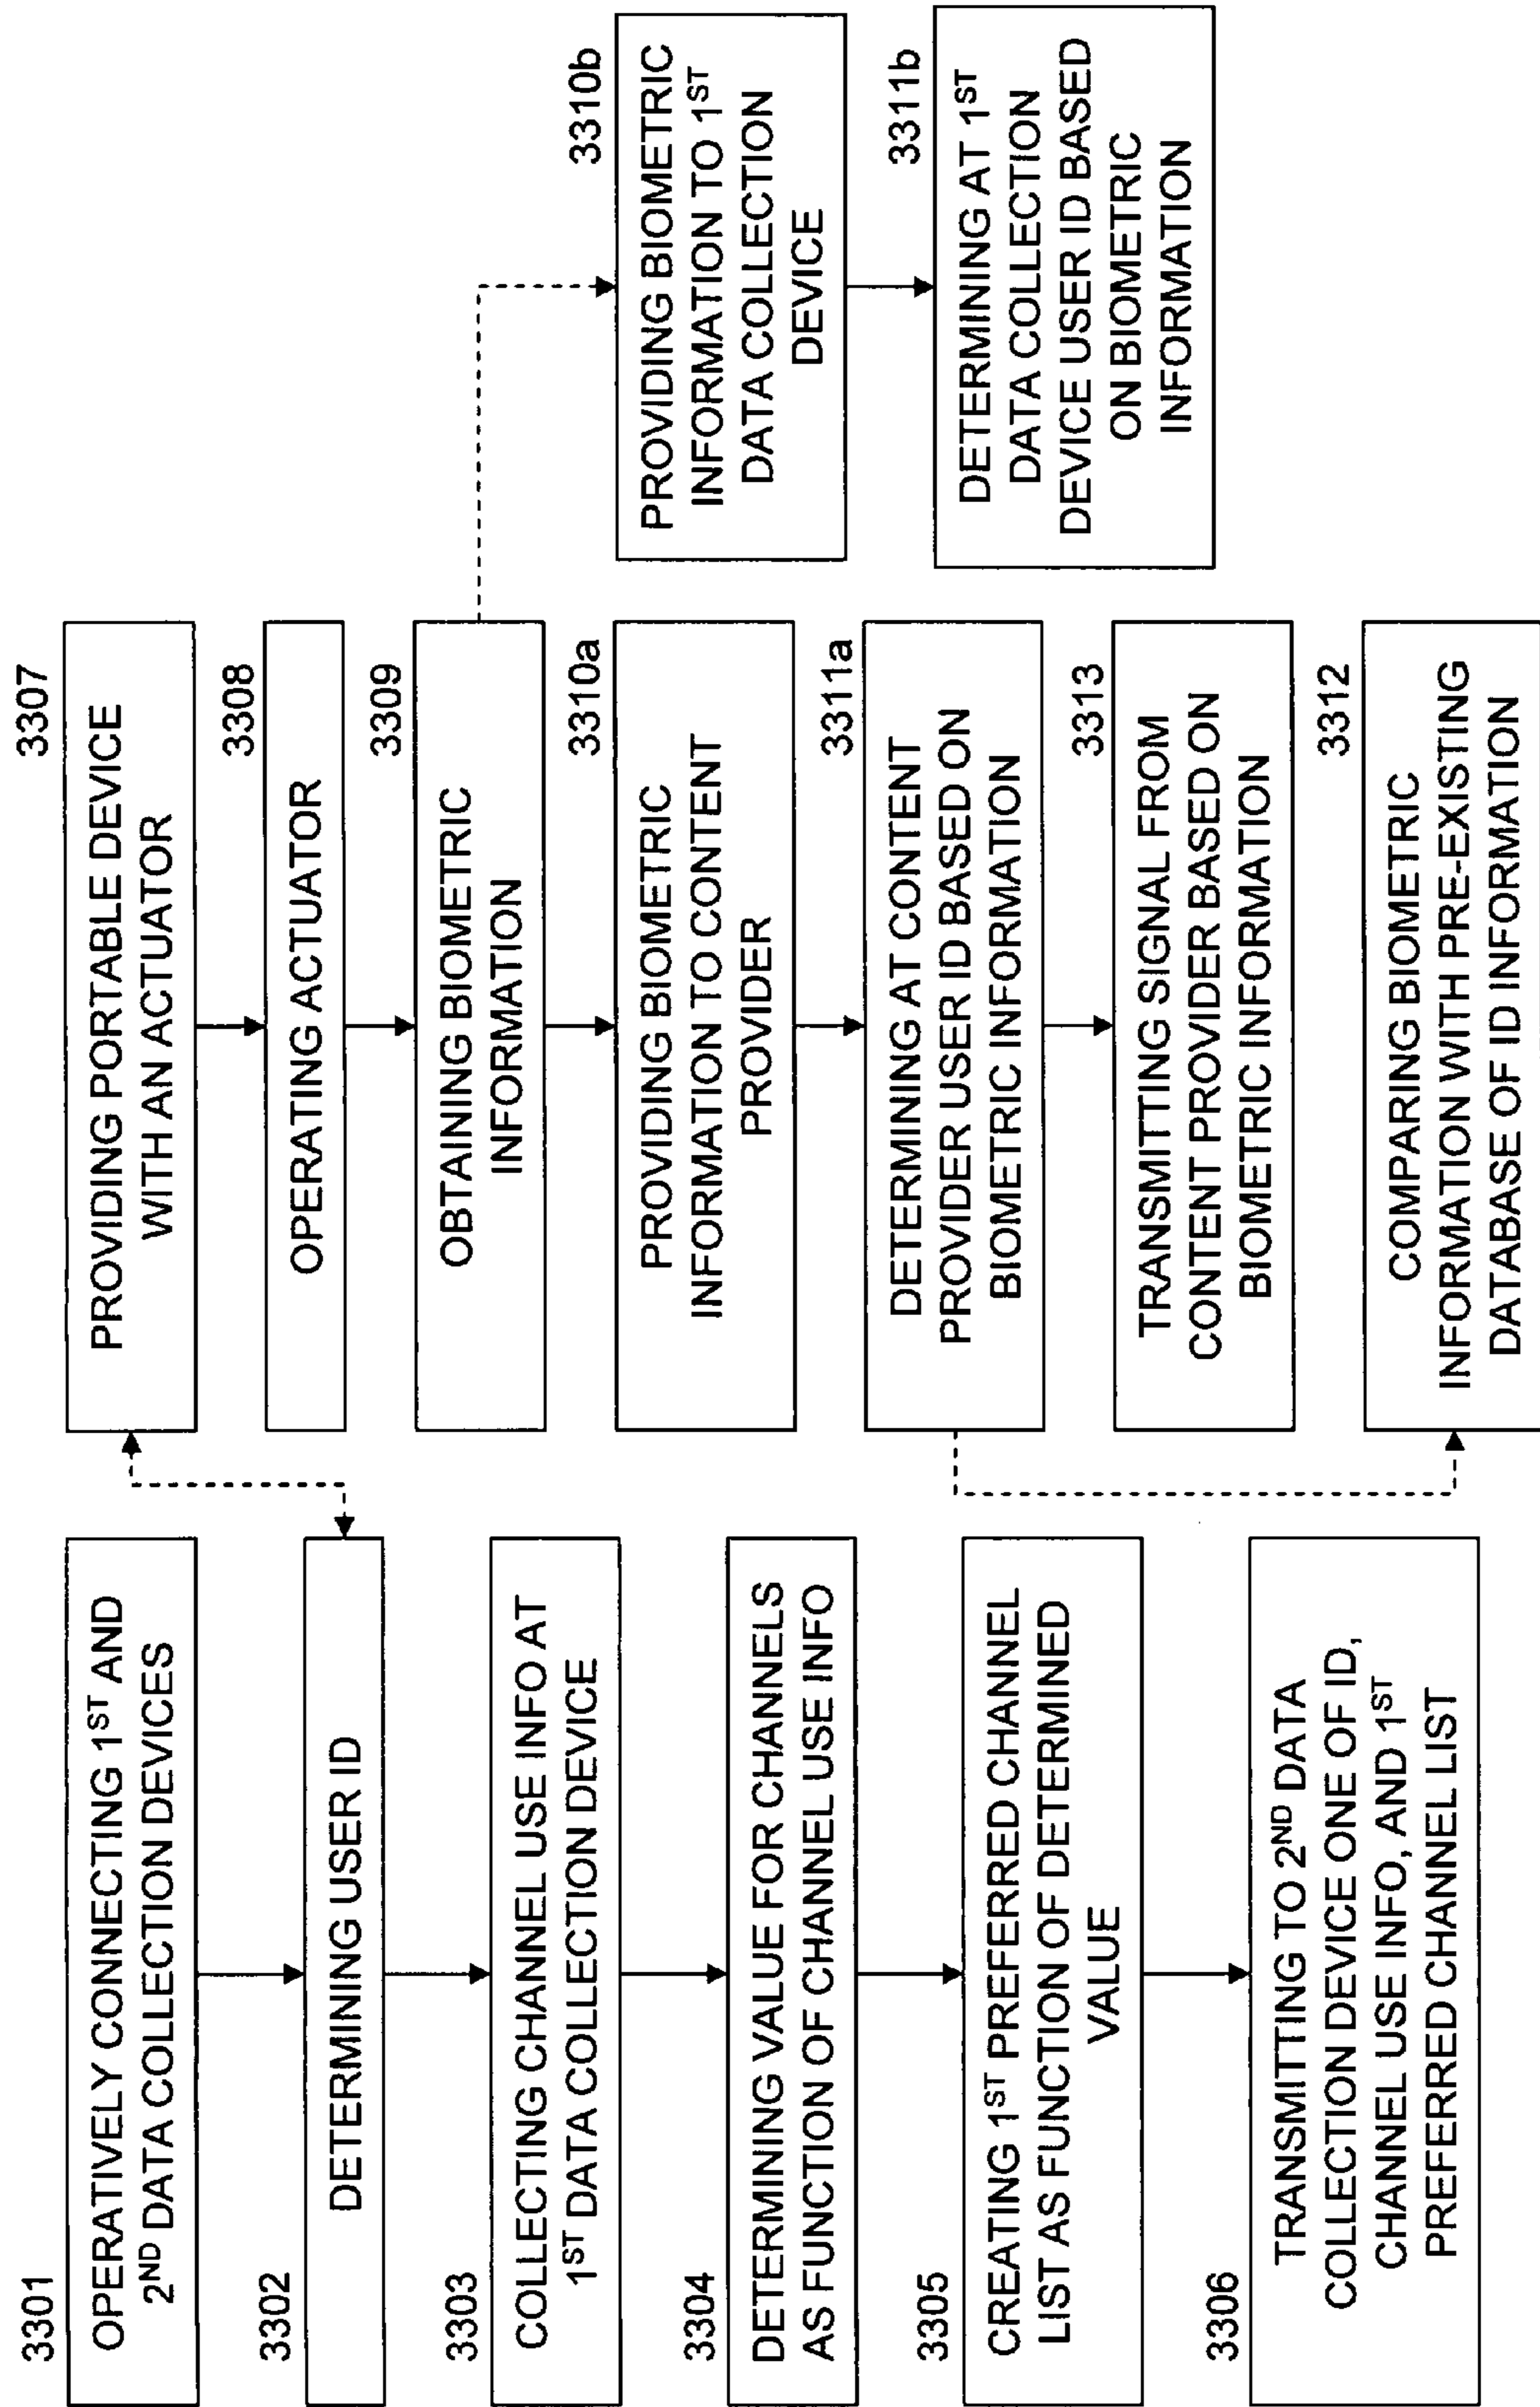 3301
OPERATIVELY CONNECTING 1ST AND
2ND DATA COLLECTION DEVICES
3302
DETERMINING USER ID
3303
COLLECTING CHANNEL USE INFO AT
1ST DATA COLLECTION DEVICE
3304
DETERMINING VALUE FOR CHANNELS
AS FUNCTION OF CHANNEL USE INFO
3305
CREATING 1ST PREFERRED CHANNEL
LIST AS FUNCTION OF DETERMINED
VALUE
3306
TRANSMITTING TO 2ND DATA
COLLECTION DEVICE ONE OF ID,
CHANNEL USE INFO, AND 1ST
PREFERRED CHANNEL LIST
3307
PROVIDING PORTABLE DEVICE
WITH AN ACTUATOR
3308
OPERATING ACTUATOR
3309
OBTAINING BIOMETRIC
INFORMATION
3310a
PROVIDING BIOMETRIC
INFORMATION TO CONTENT
PROVIDER
3311a
DETERMINING AT CONTENT
PROVIDER USER ID BASED ON
BIOMETRIC INFORMATION
3313
TRANSMITTING SIGNAL FROM
CONTENT PROVIDER BASED ON
BIOMETRIC INFORMATION
3312
COMPARING BIOMETRIC
INFORMATION WITH PRE-EXISTING
DATABASE OF ID INFORMATION
3310b
PROVIDING BIOMETRIC
INFORMATION TO 1ST
DATA COLLECTION
DEVICE
3311b
DETERMINING AT 1ST
DATA COLLECTION
DEVICE USER ID BASED
ON BIOMETRIC
INFORMATION